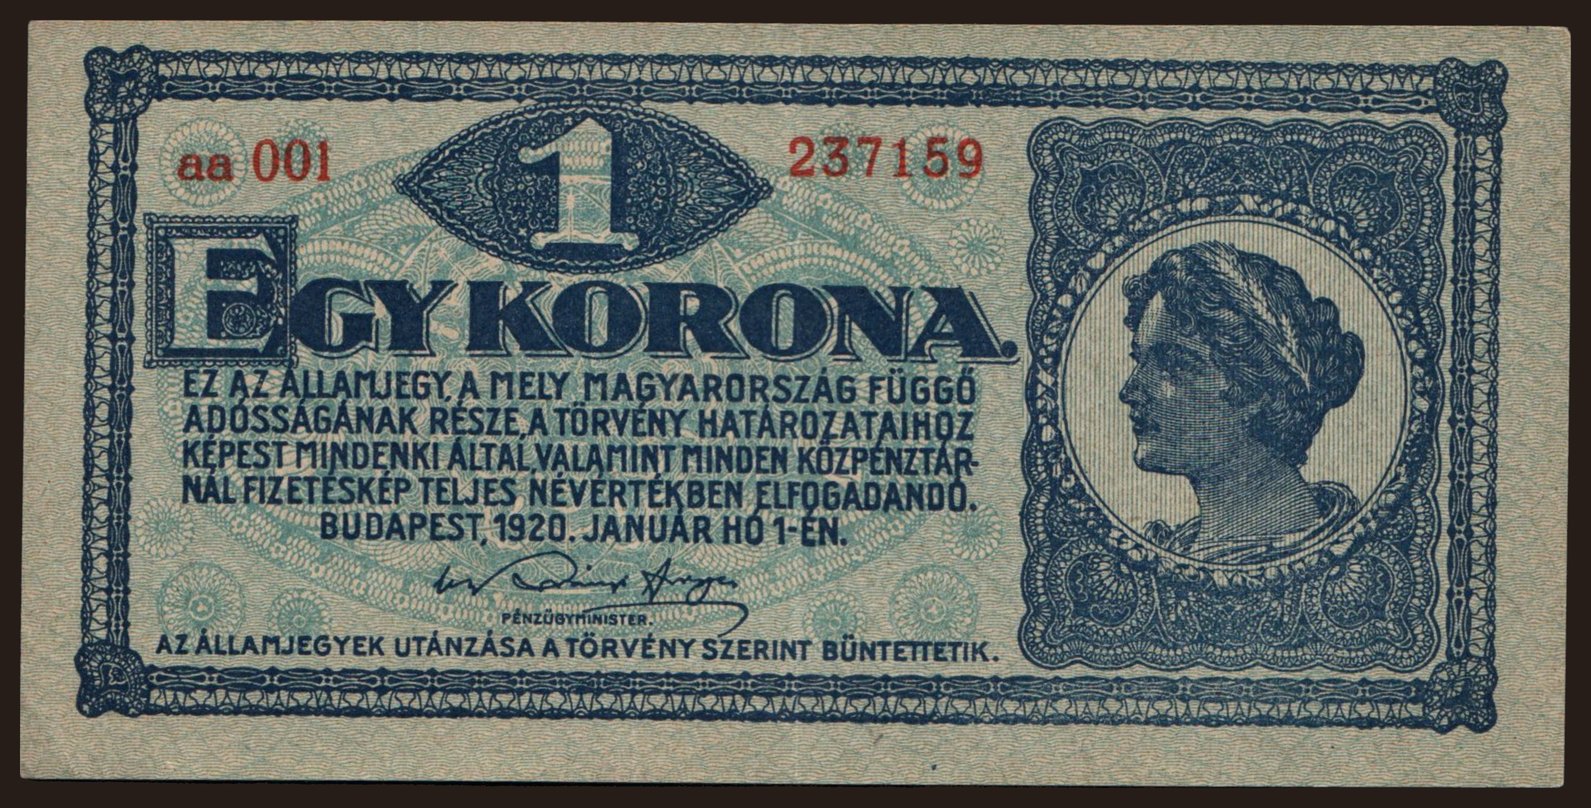 aa 001
1
237159
EGY KORONA.
EZ AZ ÁLLAMJEGY, A MELY MAGYARORSZÁG FÜGGŐ
ADÓSSÁGÁNAK RÉSZE, A TÖRVÉNY HATÁROZATAIHOZ
KÉPEST MINDENKI ÁLTAL, VALAMINT MINDEN KÖZPÉNZTÁR-
NÁL FIZETÉSKÉP TELJES NÉVÉRTÉKBEN ELFOGADANDÓ.
BUDAPEST, 1920. JANUÁR HÓ 1-ÉN.
PÉNZÜGYMINISTER.
AZ ÁLLAMJEGYEK UTÁNZÁSA A TÖRVÉNY SZERINT BÜNTETTETIK.